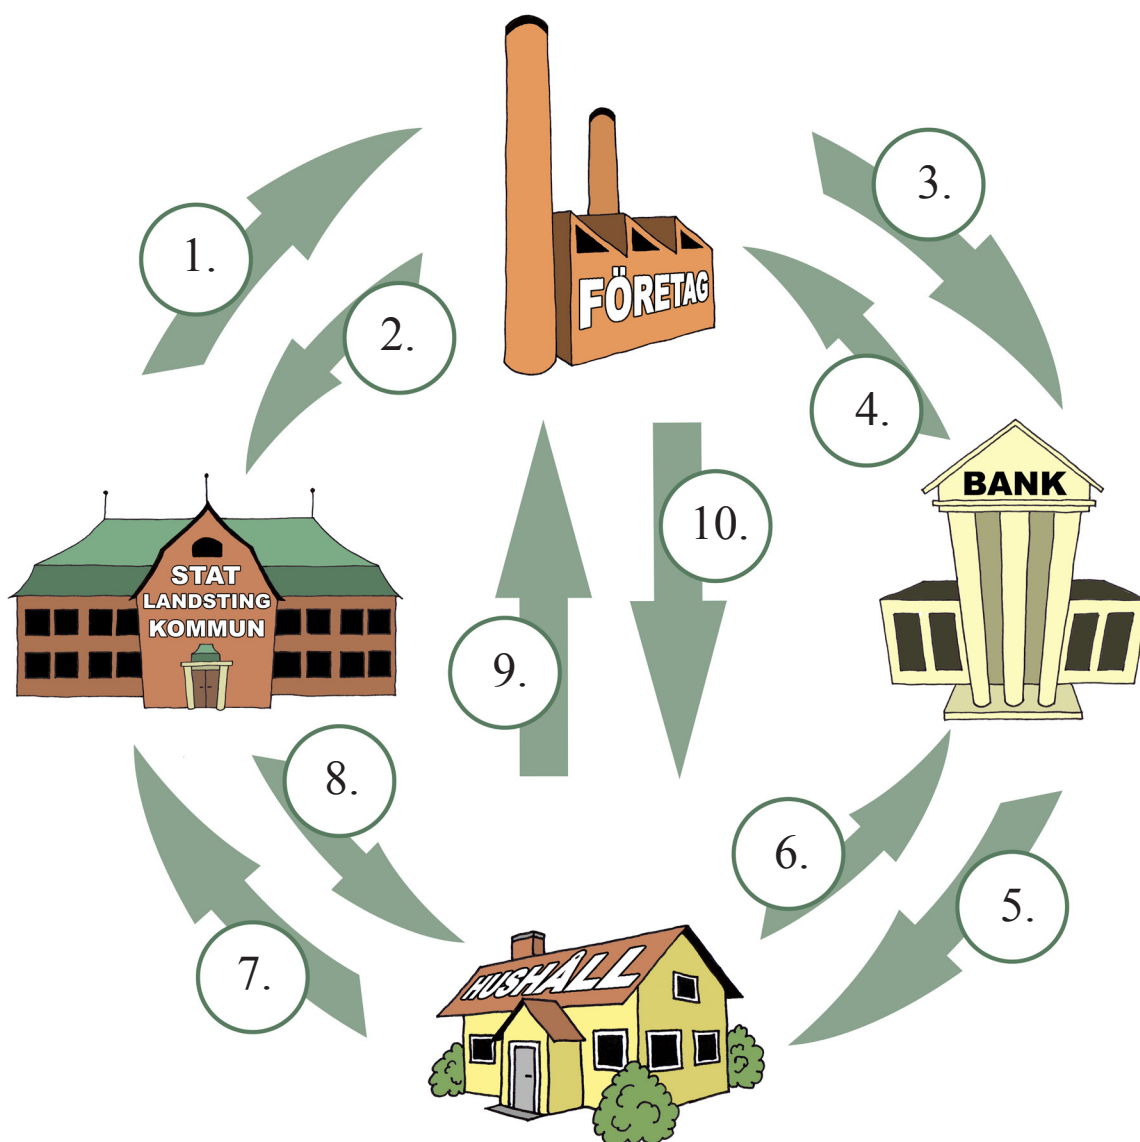 3.
1.
FÖRETAG
2.
4.
BANK
10.
STAT
LANDSTING
KOMMUN
9.
8.
6.
5.
7.
HUSHÅLL